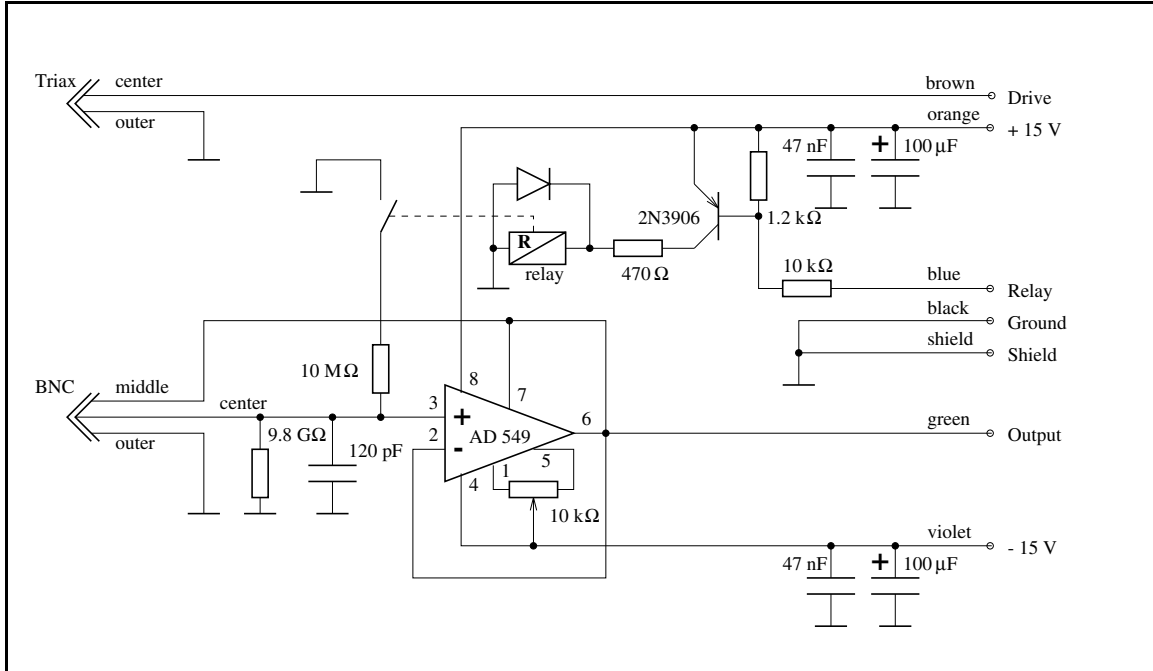 Triax
center
outer
brown
Drive
orange
+ 15 V
47 nF
+
100 μF
2N3906
1.2 kΩ
R
relay
470 Ω
10 kΩ
blue
Relay
black
Ground
shield
Shield
10 MΩ
BNC
middle
center
outer
9.8 GΩ
120 pF
8
7
3
+
2
-
AD 549
6
5
1
4
10 kΩ
green
Output
violet
- 15 V
47 nF
+
100 μF